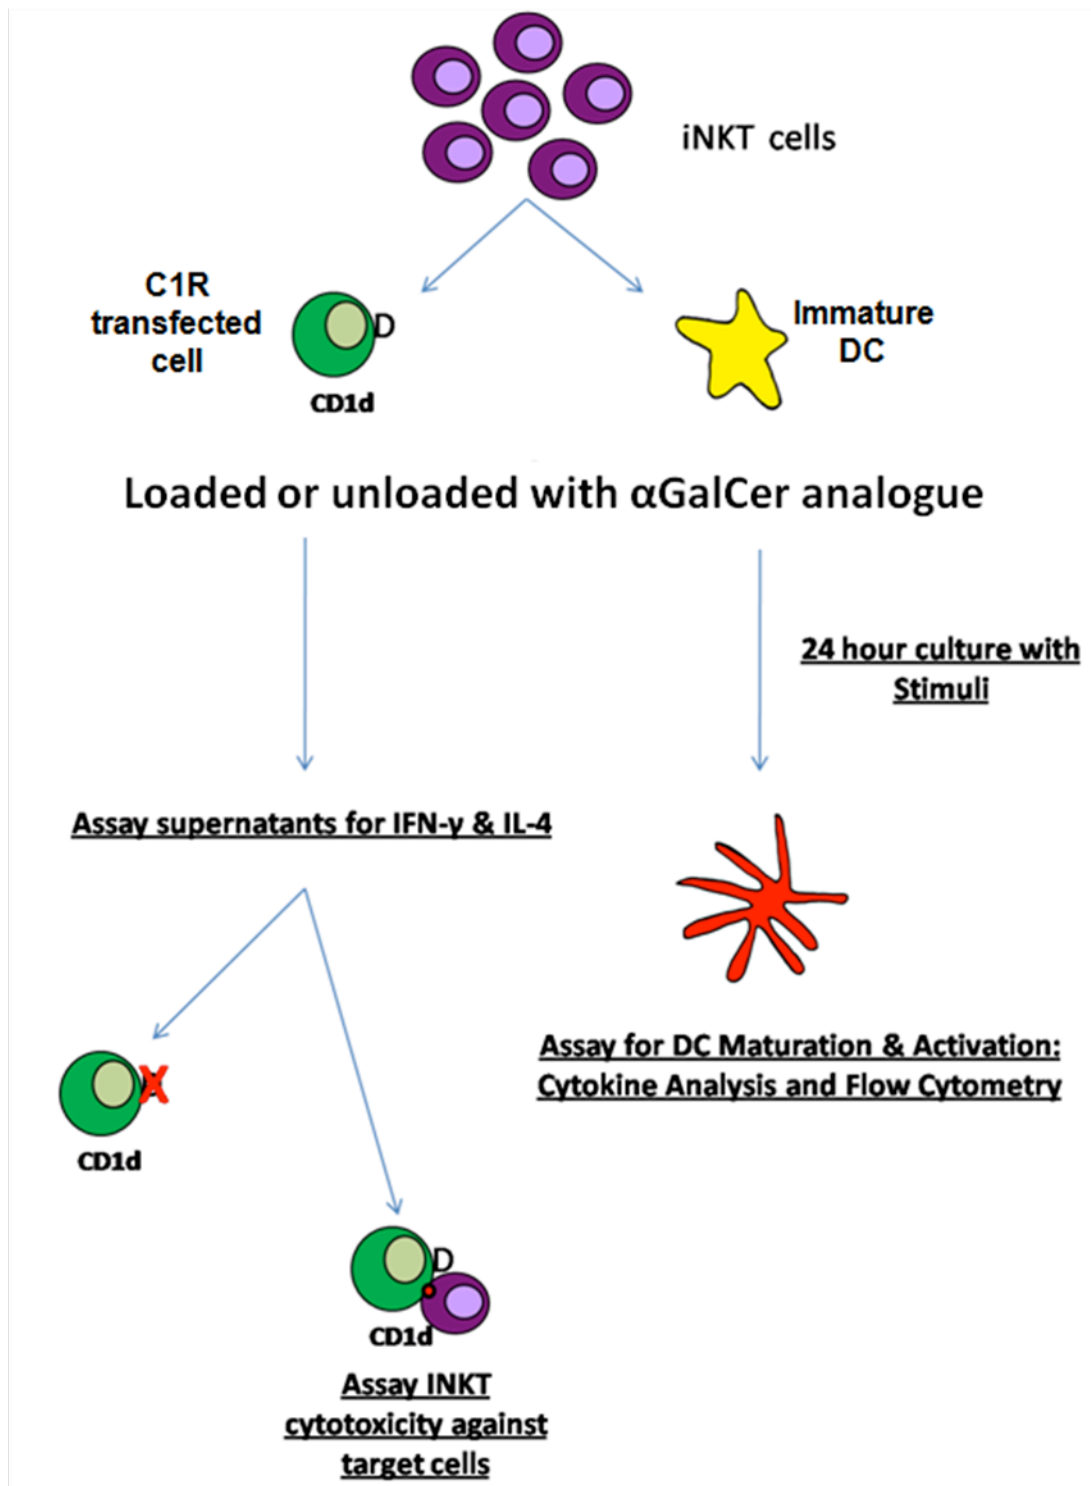 iNKT cells
C1R
transfected
cell
D
CD1d
Immature
DC
Loaded or unloaded with αGalCer analogue
24 hour culture with
Stimuli
Assay supernatants for IFN-γ & IL-4
X
CD1d
Assay for DC Maturation & Activation:
Cytokine Analysis and Flow Cytometry
D
CD1d
Assay INKT
cytotoxicity against
target cells